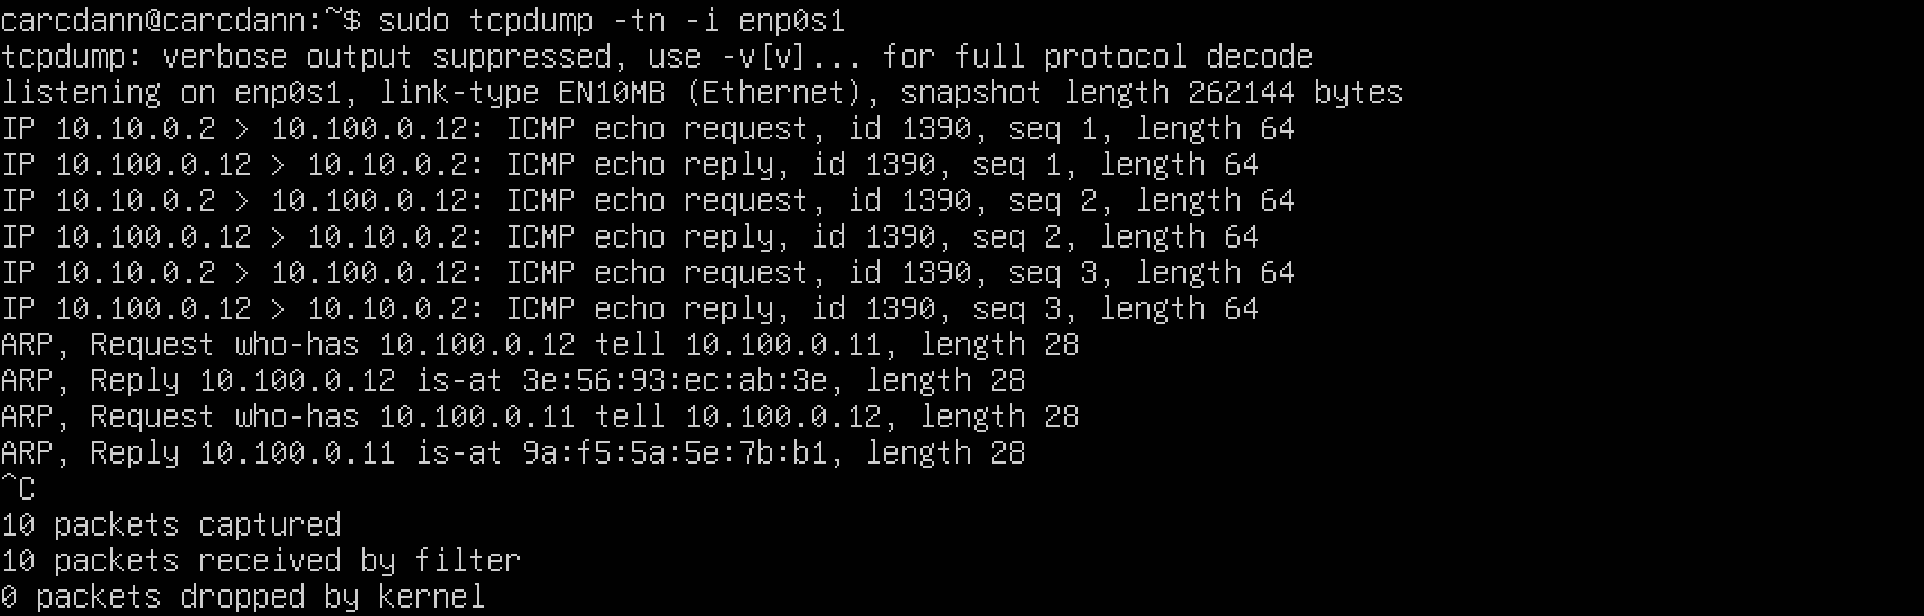 carcdann@carcdann:~$ sudo tcpdump -tn -i enp0s1
tcpdump: verbose output suppressed, use -v[v]... for full protocol decode
listening on enp0s1, link-type EN10MB (Ethernet), snapshot length 262144 bytes
IP 10.10.0.2 > 10.100.0.12: ICMP echo request, id 1390, seq 1, length 64
IP 10.100.0.12 > 10.10.0.2: ICMP echo reply, id 1390, seq 1, length 64
IP 10.10.0.2 > 10.100.0.12: ICMP echo request, id 1390, seq 2, length 64
IP 10.100.0.12 > 10.10.0.2: ICMP echo reply, id 1390, seq 2, length 64
IP 10.10.0.2 > 10.100.0.12: ICMP echo request, id 1390, seq 3, length 64
IP 10.100.0.12 > 10.10.0.2: ICMP echo reply, id 1390, seq 3, length 64
ARP, Request who-has 10.100.0.12 tell 10.100.0.11, length 28
ARP, Reply 10.100.0.12 is-at 3e:56:93:ec:ab:3e, length 28
ARP, Request who-has 10.100.0.11 tell 10.100.0.12, length 28
ARP, Reply 10.100.0.11 is-at 9a:f5:5a:5e:7b:b1, length 28
^C
10 packets captured
10 packets received by filter
0 packets dropped by kernel